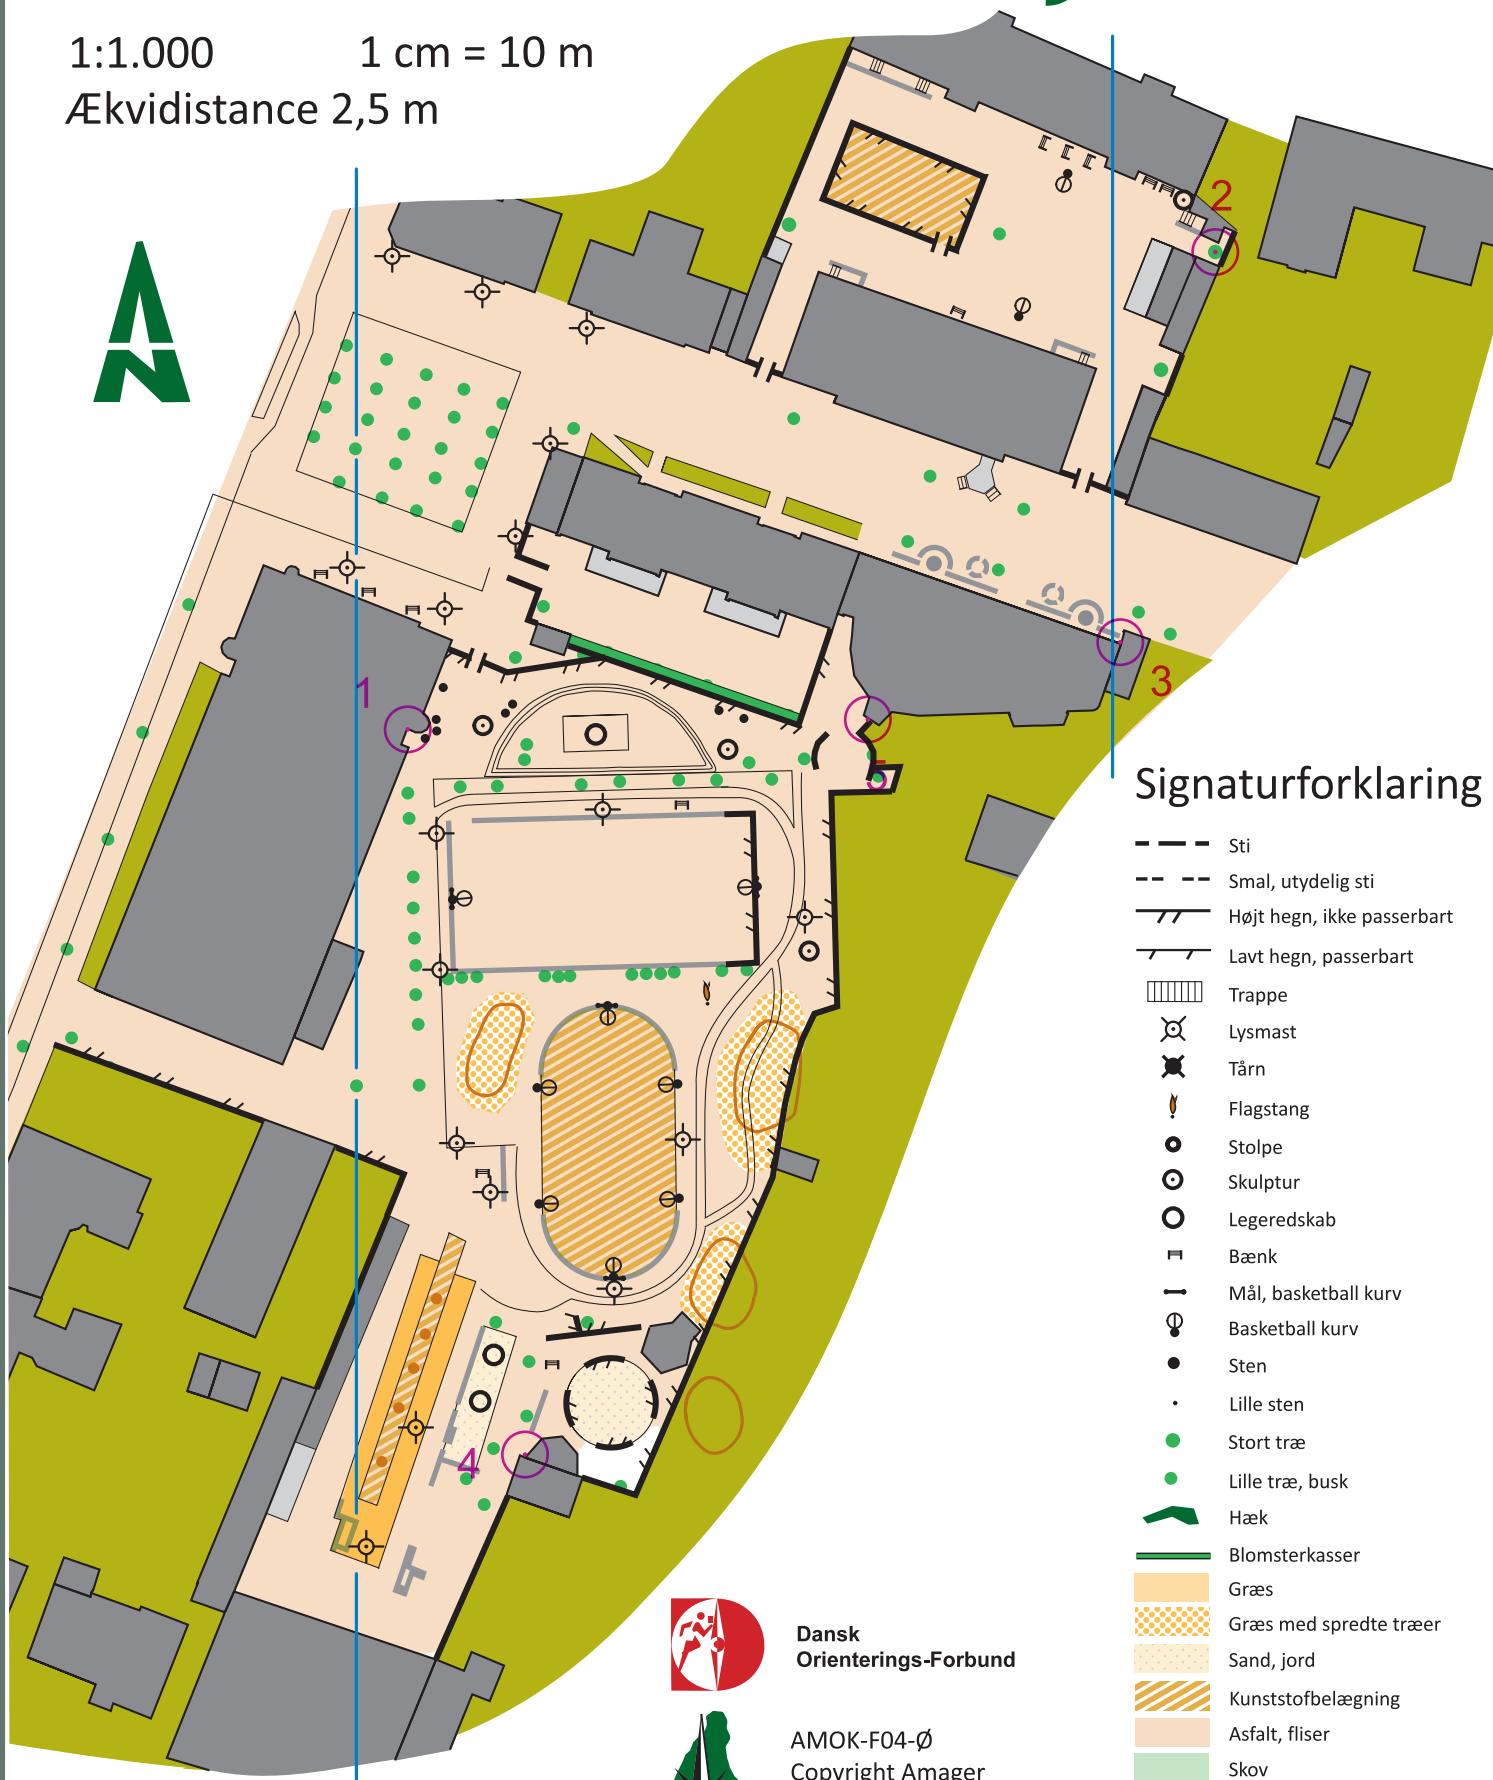 1:1.000 1 cm = 10 m
Ækvidistance 2,5 m
N
2
1
3
4
Signaturforklaring
Sti
Smal, utydelig sti
Højt hegn, ikke passerbart
Lavt hegn, passerbart
Trappe
Lysmast
Tårn
Flagstang
Stolpe
Skulptur
Legeredskab
Bænk
Mål, basketball kurv
Basketball kurv
Sten
Lille sten
Stort træ
Lille træ, busk
Hæk
Blomsterkasser
Græs
Græs med spredte træer
Sand, jord
Kunststofbelægning
Asfalt, fliser
Skov
Dansk
Orienterings-Forbund
AMOK-F04-Ø
Copyright Amager